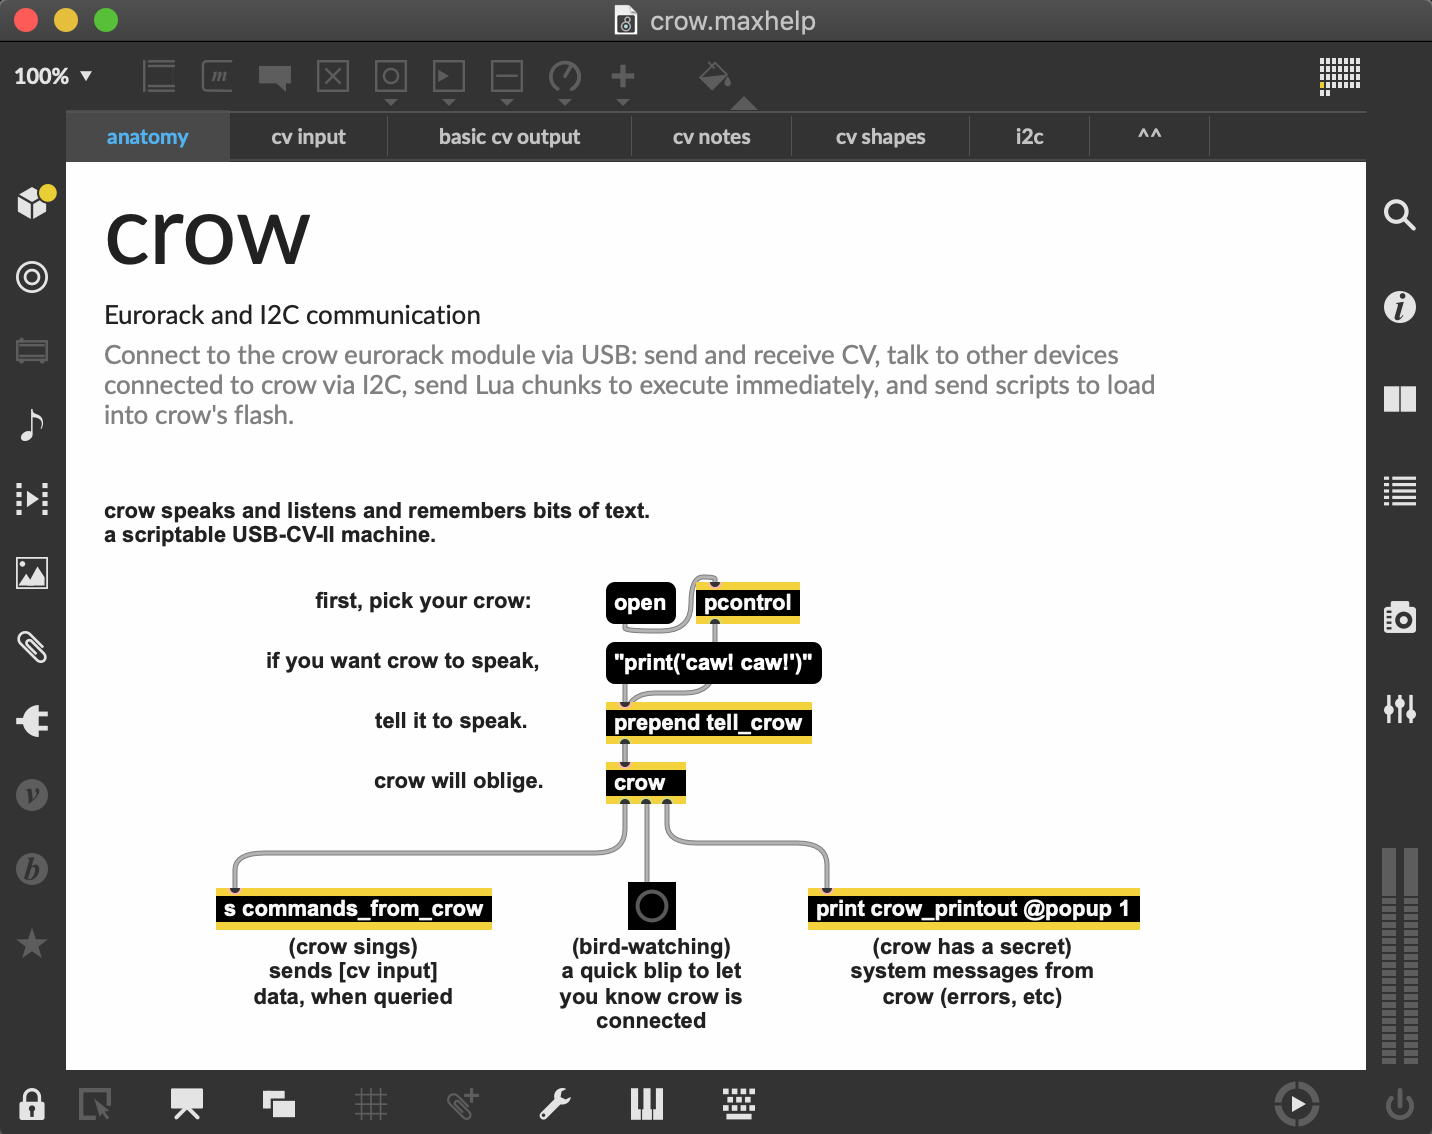 crow.maxhelp
100%
anatomy
cv input
basic cv output
cv notes
cv shapes
i2c
^^
crow
Eurorack and I2C communication
Connect to the crow eurorack module via USB: send and receive CV, talk to other devices
connected to crow via I2C, send Lua chunks to execute immediately, and send scripts to load
into crow's flash.
crow speaks and listens and remembers bits of text.
a scriptable USB-CV-II machine.
first, pick your crow:
open
pcontrol
if you want crow to speak,
"print('caw! caw!')"
tell it to speak.
prepend tell_crow
crow will oblige.
crow
s commands_from_crow
(crow sings)
sends [cv input]
data, when queried
(bird-watching)
a quick blip to let
you know crow is
connected
print crow_printout @popup 1
(crow has a secret)
system messages from
crow (errors, etc)